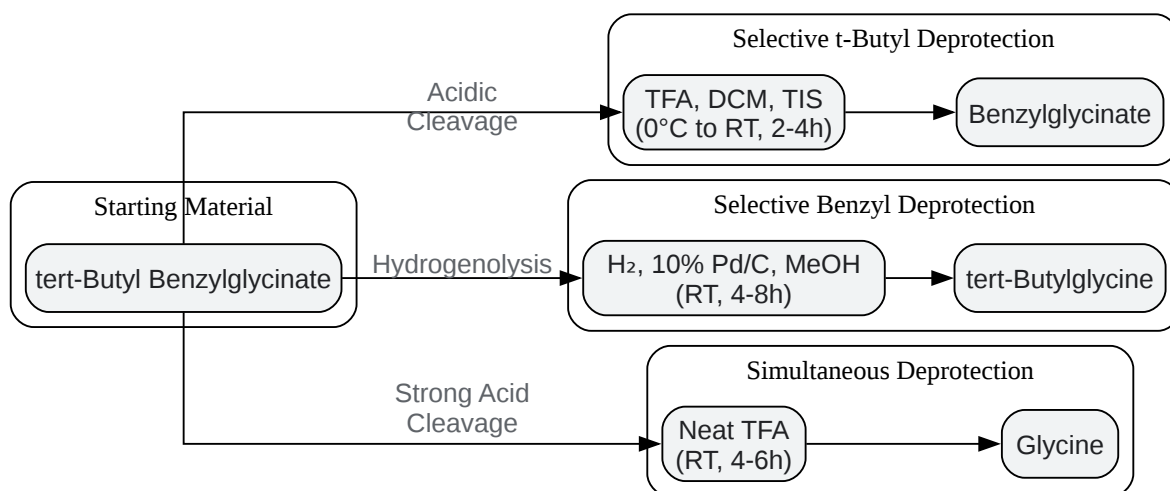 Selective t-Butyl Deprotection
Acidic
Cleavage
TFA, DCM, TIS
(0°C to RT, 2-4h)
Benzylglycinate
Starting Material
tert-Butyl Benzylglycinate
Selective Benzyl Deprotection
Hydrogenolysis
H₂, 10% Pd/C, MeOH
(RT, 4-8h)
tert-Butylglycine
Simultaneous Deprotection
Strong Acid
Cleavage
Neat TFA
(RT, 4-6h)
Glycine